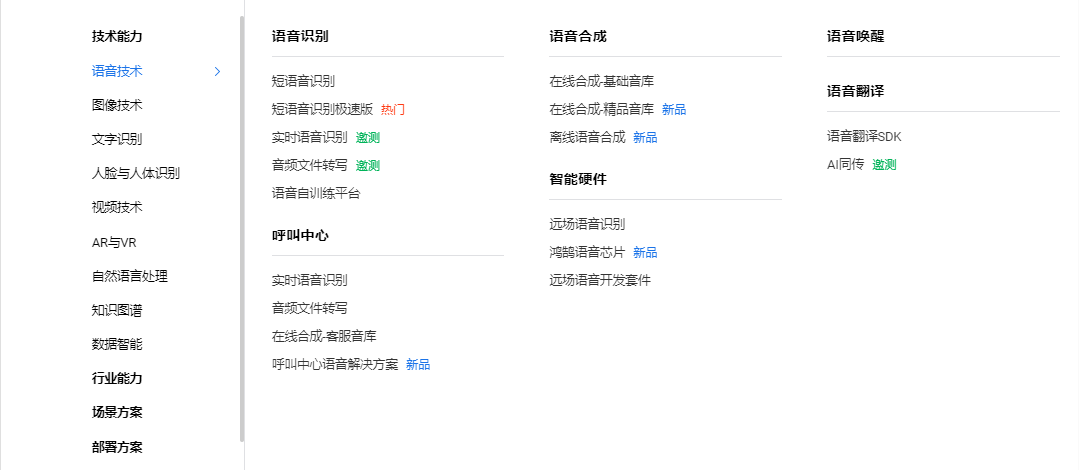 技术能力
语音技术
图像技术
文字识别
人脸与人体识别
视频技术
AR与VR
自然语言处理
知识图谱
数据智能
行业能力
场景方案
部署方案
语音识别
短语音识别
短语音识别极速版 热门
实时语音识别 邀测
音频文件转写 邀测
语音自训练平台
呼叫中心
实时语音识别
音频文件转写
在线合成-客服音库
呼叫中心语音解决方案 新品
语音合成
在线合成-基础音库
在线合成-精品音库 新品
离线语音合成 新品
智能硬件
远场语音识别
鸿鹄语音芯片 新品
远场语音开发套件
语音唤醒
语音翻译
语音翻译SDK
AI同传 邀测